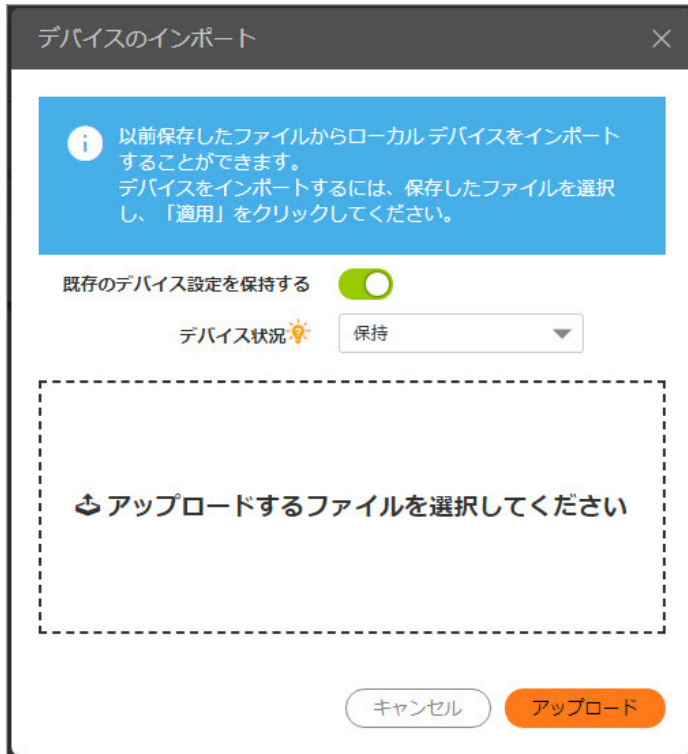 デバイスのインポート
以前保存したファイルからローカル デバイスをインポート
することができます。
デバイスをインポートするには、保存したファイルを選択
し、「適用」をクリックしてください。
既存のデバイス設定を保持する
デバイス状況 保持
アップロードするファイルを選択してください
キャンセル アップロード